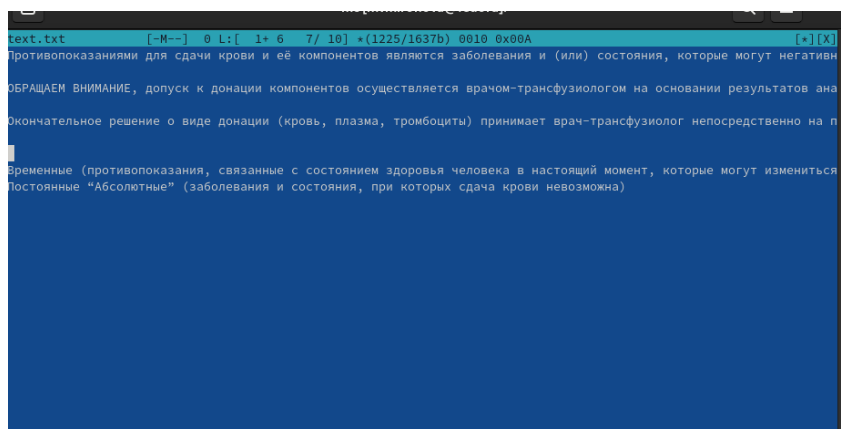 text.txt [-M--] 0 L:[ 1+ 6 7/ 10] *(1225/1637b) 0010 0x00A [*][X]
Противопоказаниями для сдачи крови и её компонентов являются заболевания и (или) состояния, которые могут негативн
ОБРАЩАЕМ ВНИМАНИЕ, допуск к донации компонентов осуществляется врачом-трансфузиологом на основании результатов ана
Окончательное решение о виде донации (кровь, плазма, тромбоциты) принимает врач-трансфузиолог непосредственно на п
Временные (противопоказания, связанные с состоянием здоровья человека в настоящий момент, которые могут измениться
Постоянные “Абсолютные” (заболевания и состояния, при которых сдача крови невозможна)